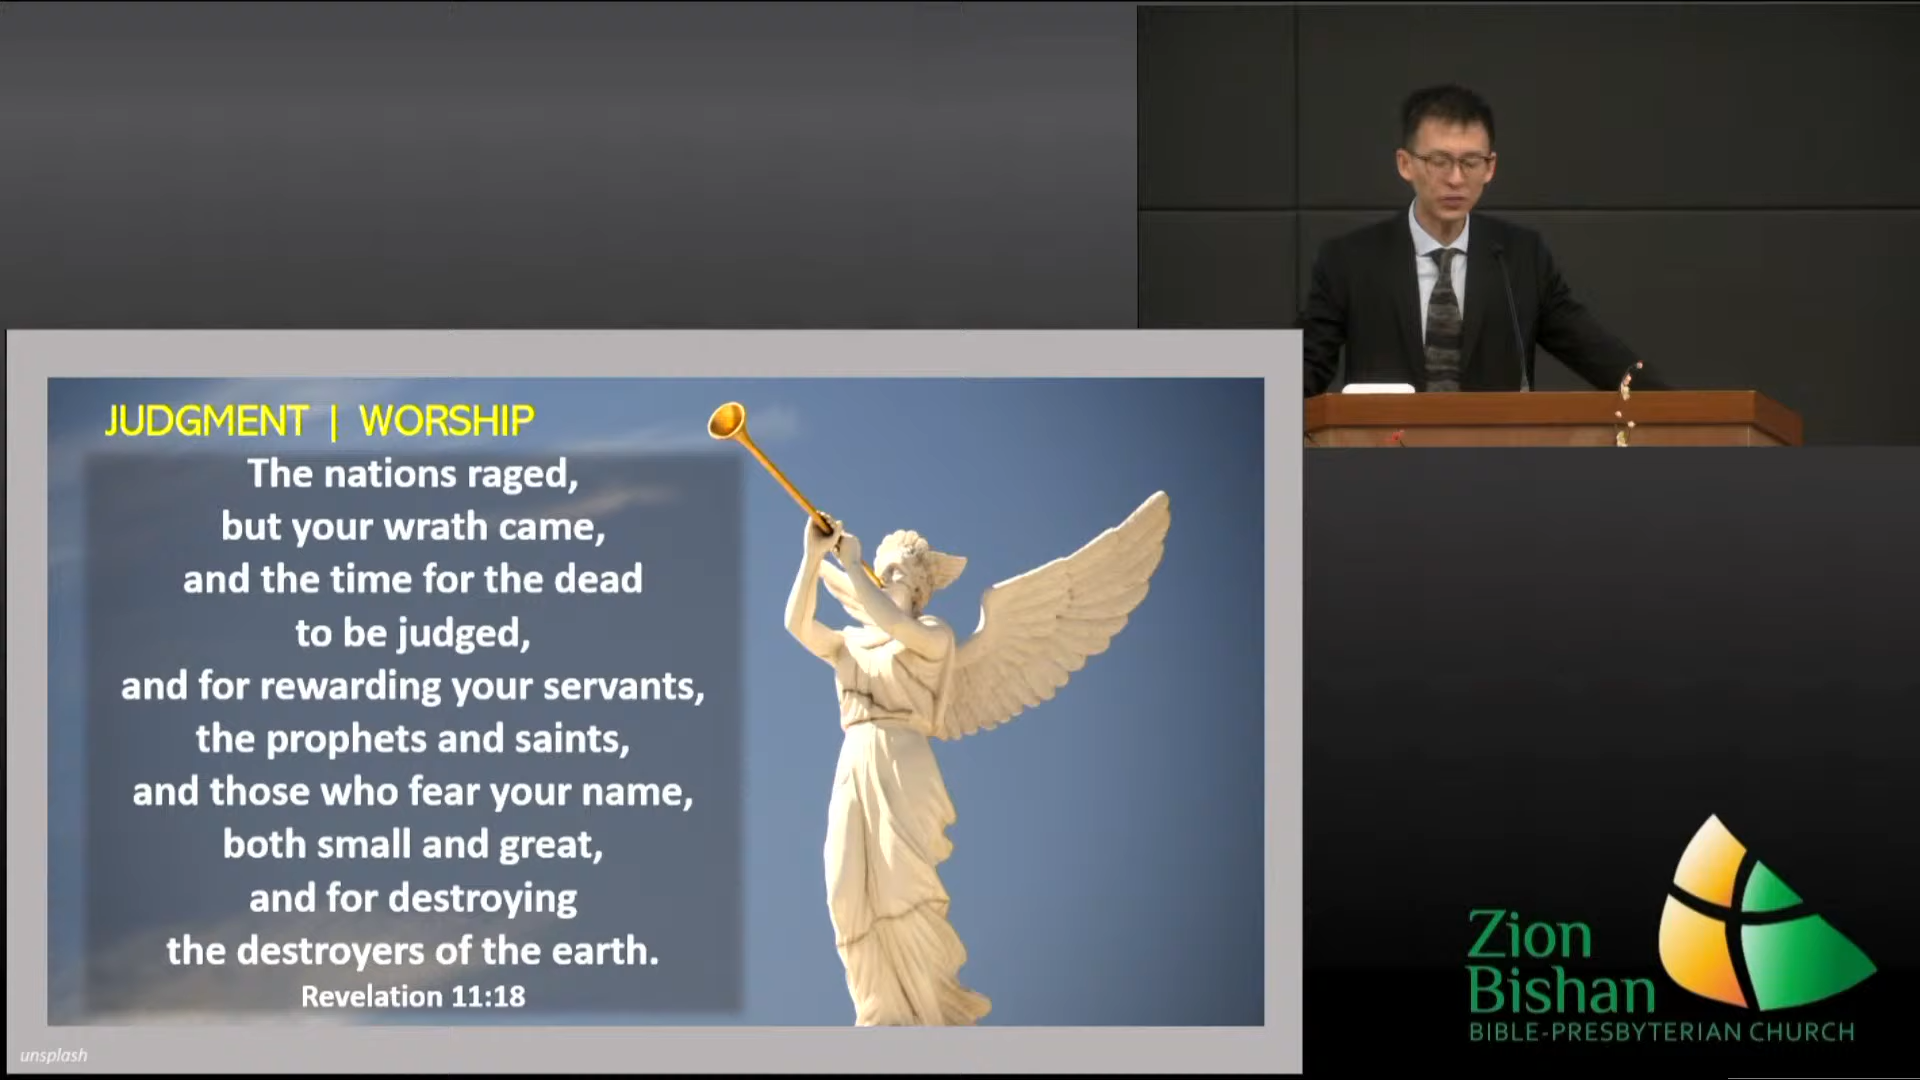 JUDGMENT | WORSHIP
The nations raged,
but your wrath came,
and the time for the dead
to be judged,
and for rewarding your servants,
the prophets and saints,
and those who fear your name,
both small and great,
and for destroying
the destroyers of the earth.
Revelation 11:18
unsplash
Zion
Bishan
BIBLE-PRESBYTERIAN CHURCH